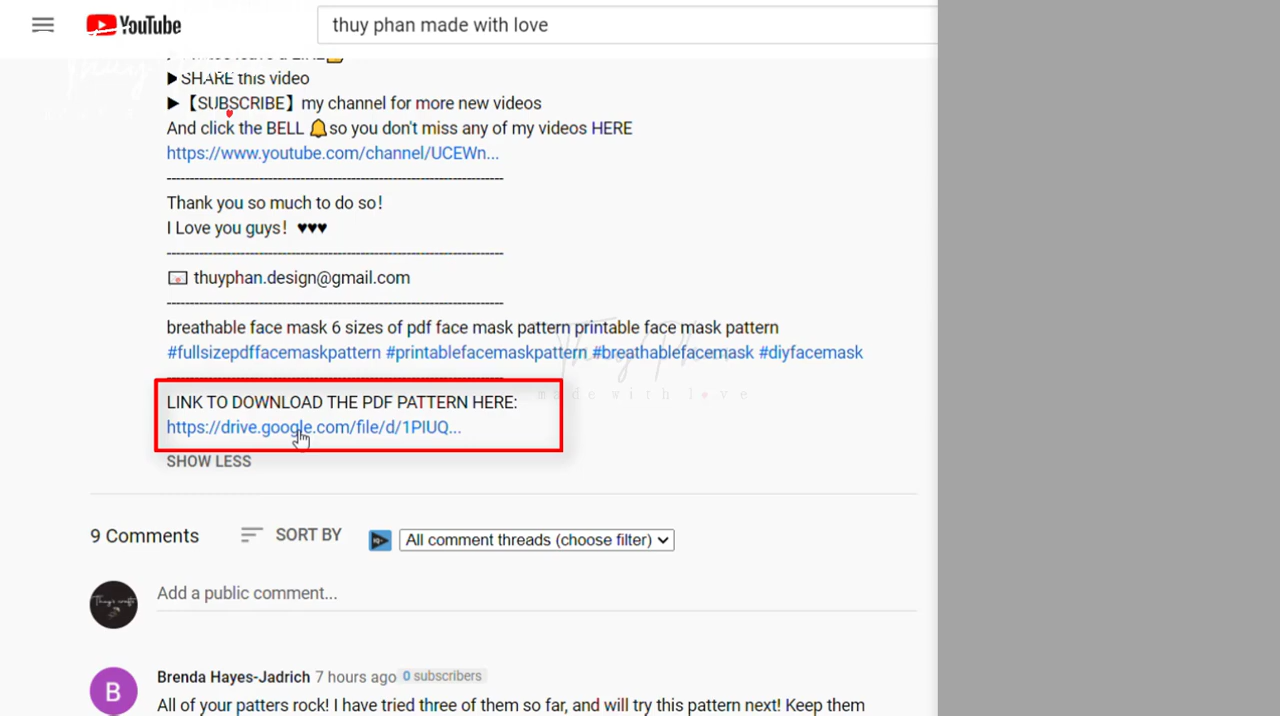 YouTube
thuy phan made with love
▶ SHARE this video
▶【SUBSCRIBE】my channel for more new videos
And click the BELL 🔔so you don't miss any of my videos HERE
https://www.youtube.com/channel/UCEWn...
--------------------------------------------------------------------------
Thank you so much to do so!
I Love you guys! ♥♥♥
--------------------------------------------------------------------------
💌 thuyphan.design@gmail.com
--------------------------------------------------------------------------
breathable face mask 6 sizes of pdf face mask pattern printable face mask pattern
#fullsizepdffacemaskpattern #printablefacemaskpattern #breathablefacemask #diyfacemask
--------------------------------------------------------------------------
Thuy Phan
made with love
LINK TO DOWNLOAD THE PDF PATTERN HERE:
https://drive.google.com/file/d/1PIUQ...
SHOW LESS
9 Comments
SORT BY
All comment threads (choose filter)
Add a public comment...
B
Brenda Hayes-Jadrich 7 hours ago 0 subscribers
All of your patters rock! I have tried three of them so far, and will try this pattern next! Keep them